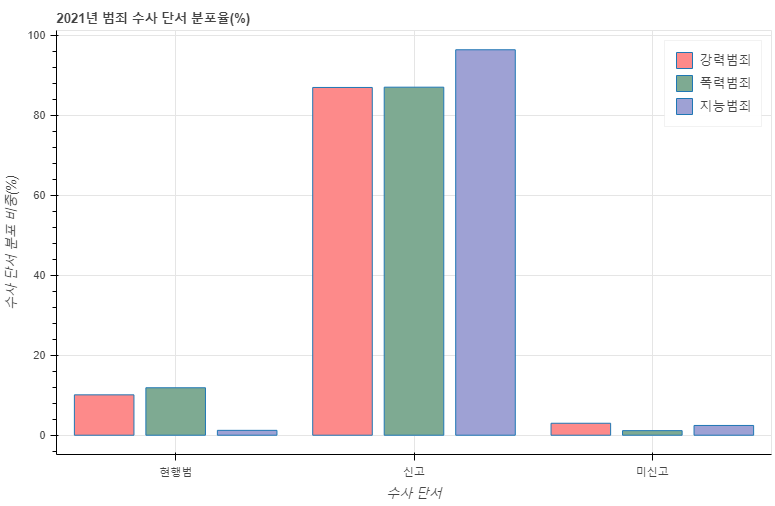 2021년 범죄 수사 단서 분포율(%)
강력범죄
폭력범죄
지능범죄
수사 단서 분포 비중(%)
100
80
60
40
20
0
현행범
신고
미신고
수사 단서